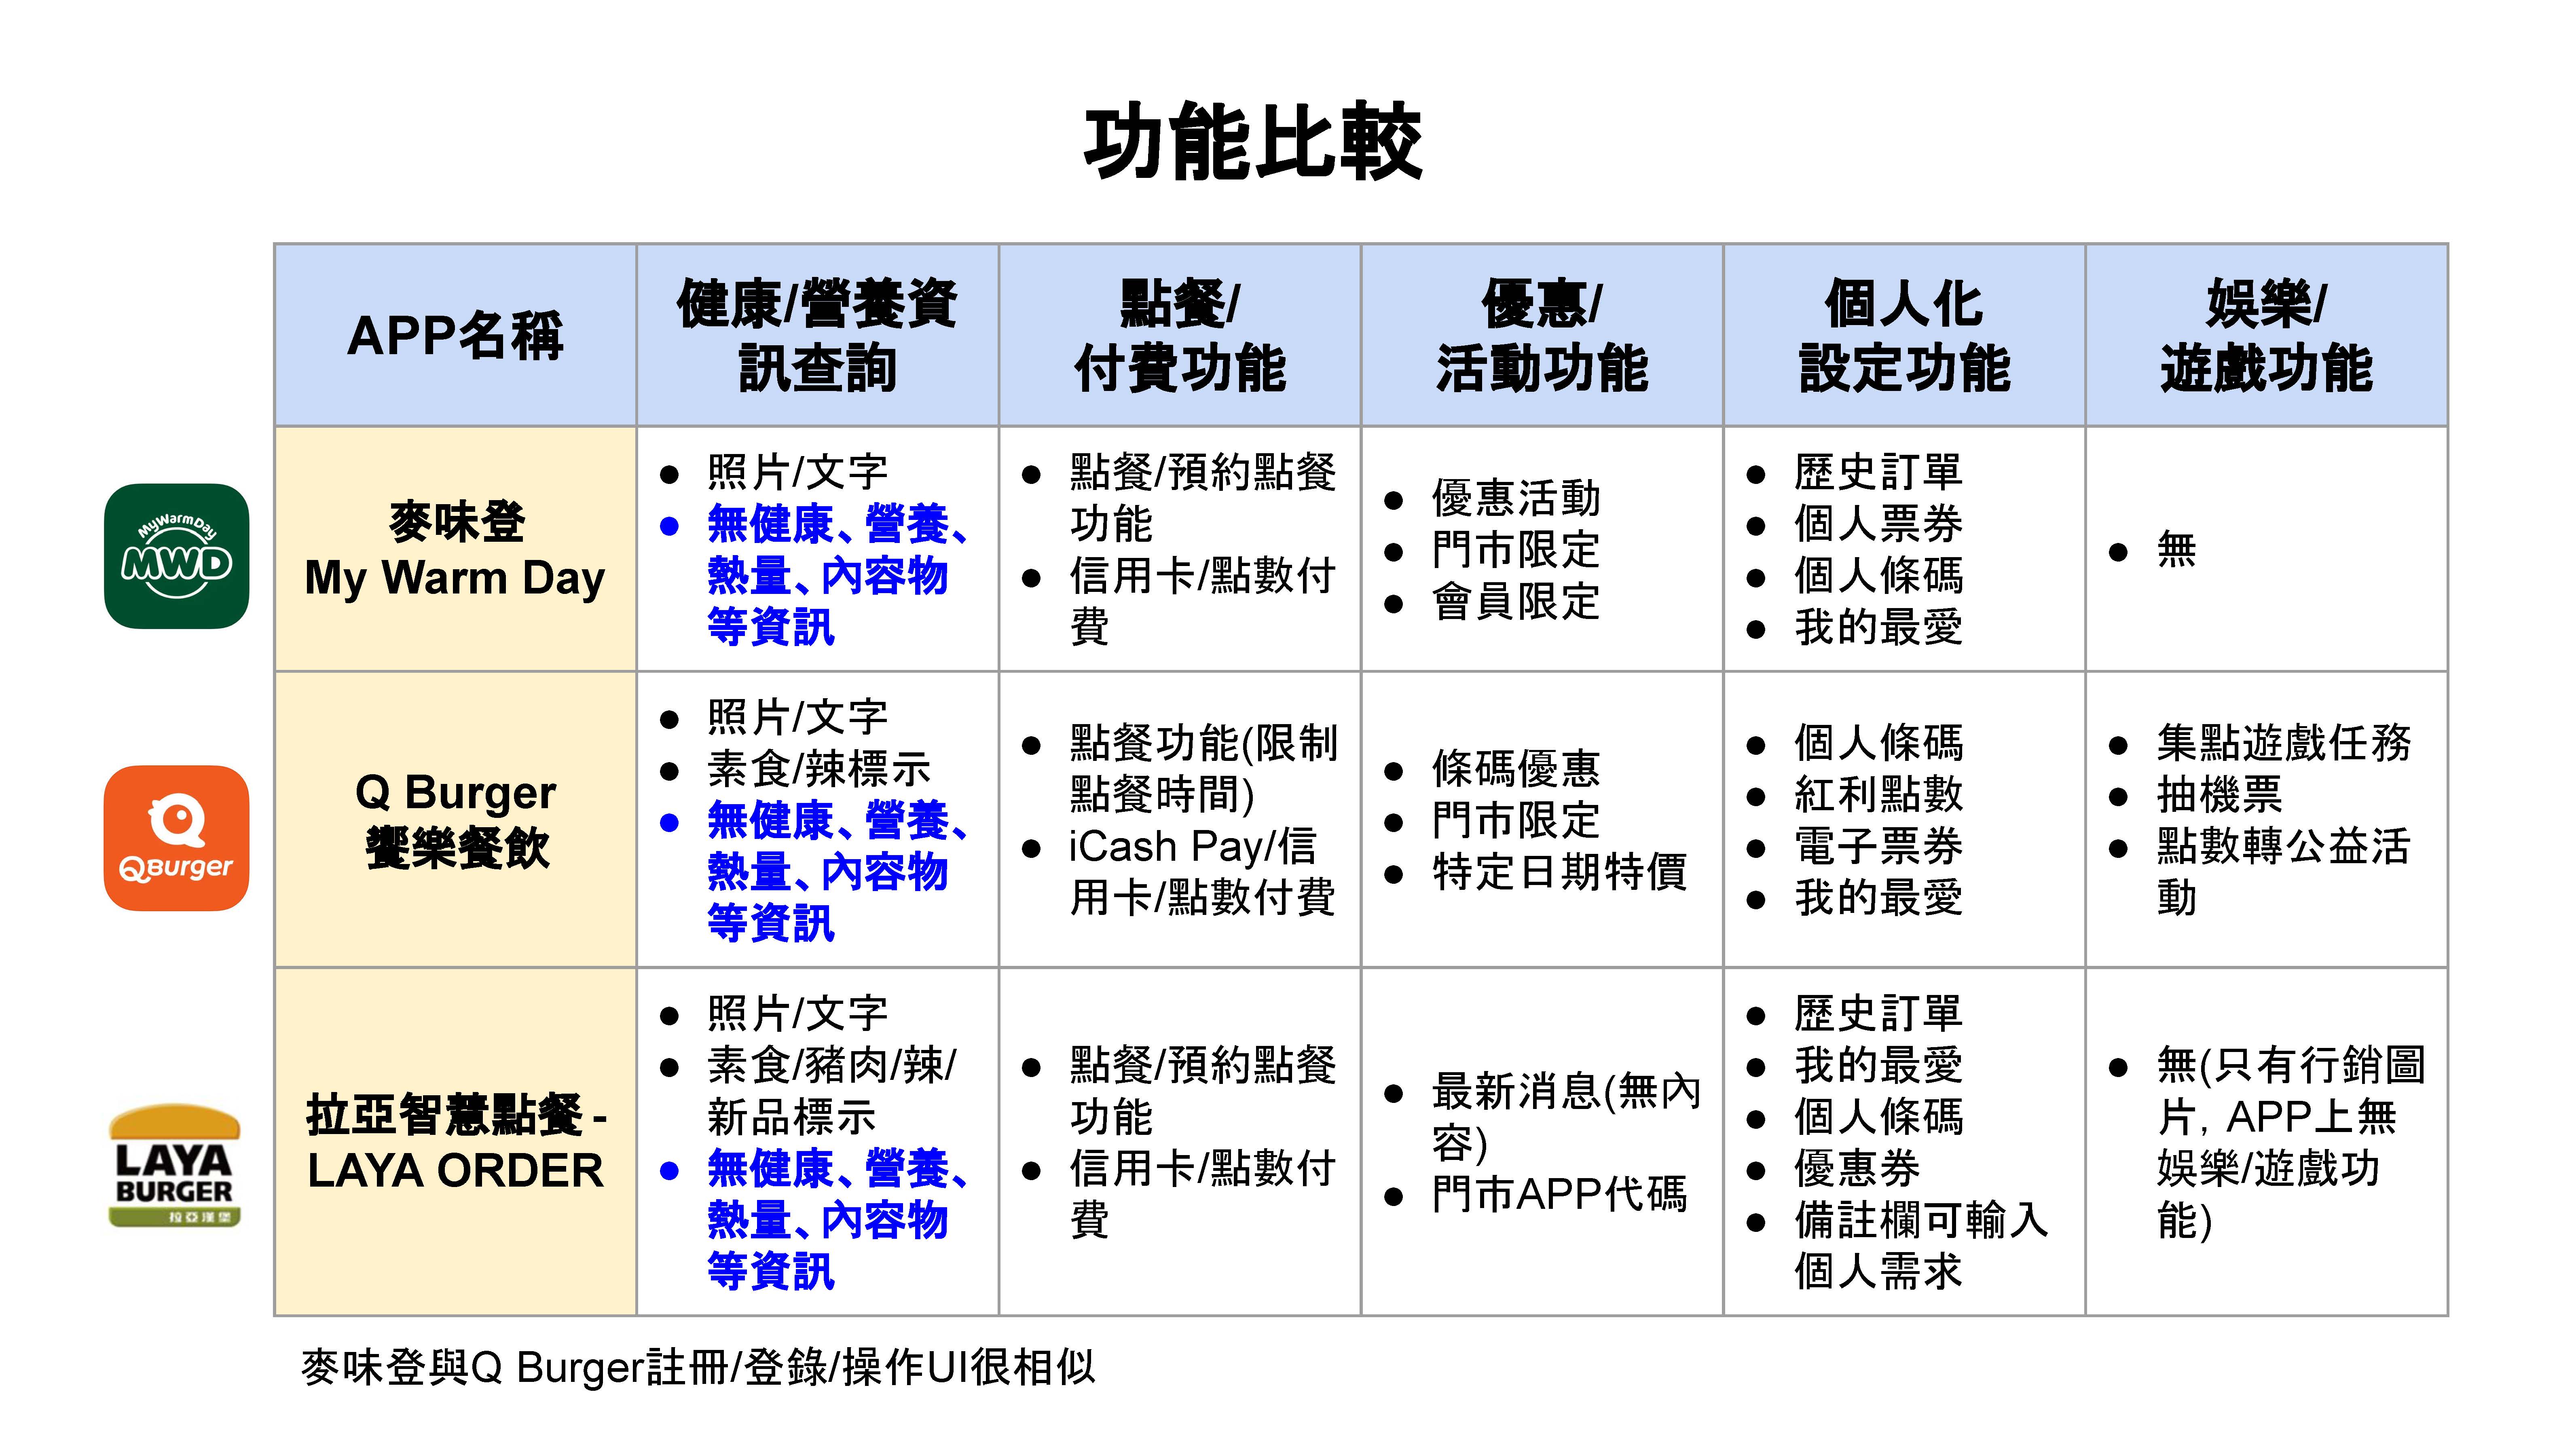 功能比較
APP名稱
健康/營養資
訊查詢
點餐/
付費功能
優惠/
活動功能
個人化
設定功能
娛樂/
遊戲功能
MyWarmDay
MWD
麥味登
My Warm Day
● 照片/文字
● 無健康、營養、
熱量、內容物
等資訊
● 點餐/預約點餐
功能
● 信用卡/點數付
費
● 優惠活動
● 門市限定
● 會員限定
● 歷史訂單
● 個人票券
● 個人條碼
● 我的最愛
● 無
QBurger
Q Burger
饗樂餐飲
● 照片/文字
● 素食/辣標示
● 無健康、營養、
熱量、內容物
等資訊
● 點餐功能(限制
點餐時間)
● iCash Pay/信
用卡/點數付費
● 條碼優惠
● 門市限定
● 特定日期特價
● 個人條碼
● 紅利點數
● 電子票券
● 我的最愛
● 集點遊戲任務
● 抽機票
● 點數轉公益活
動
LAYA
BURGER
拉亞漢堡
拉亞智慧點餐 -
LAYA ORDER
● 照片/文字
● 素食/豬肉/辣/
新品標示
● 無健康、營養、
熱量、內容物
等資訊
● 點餐/預約點餐
功能
● 信用卡/點數付
費
● 最新消息(無內
容)
● 門市APP代碼
● 歷史訂單
● 我的最愛
● 個人條碼
● 優惠券
● 備註欄可輸入
個人需求
● 無(只有行銷圖
片，APP上無
娛樂/遊戲功
能)
麥味登與Q Burger註冊/登錄/操作UI很相似